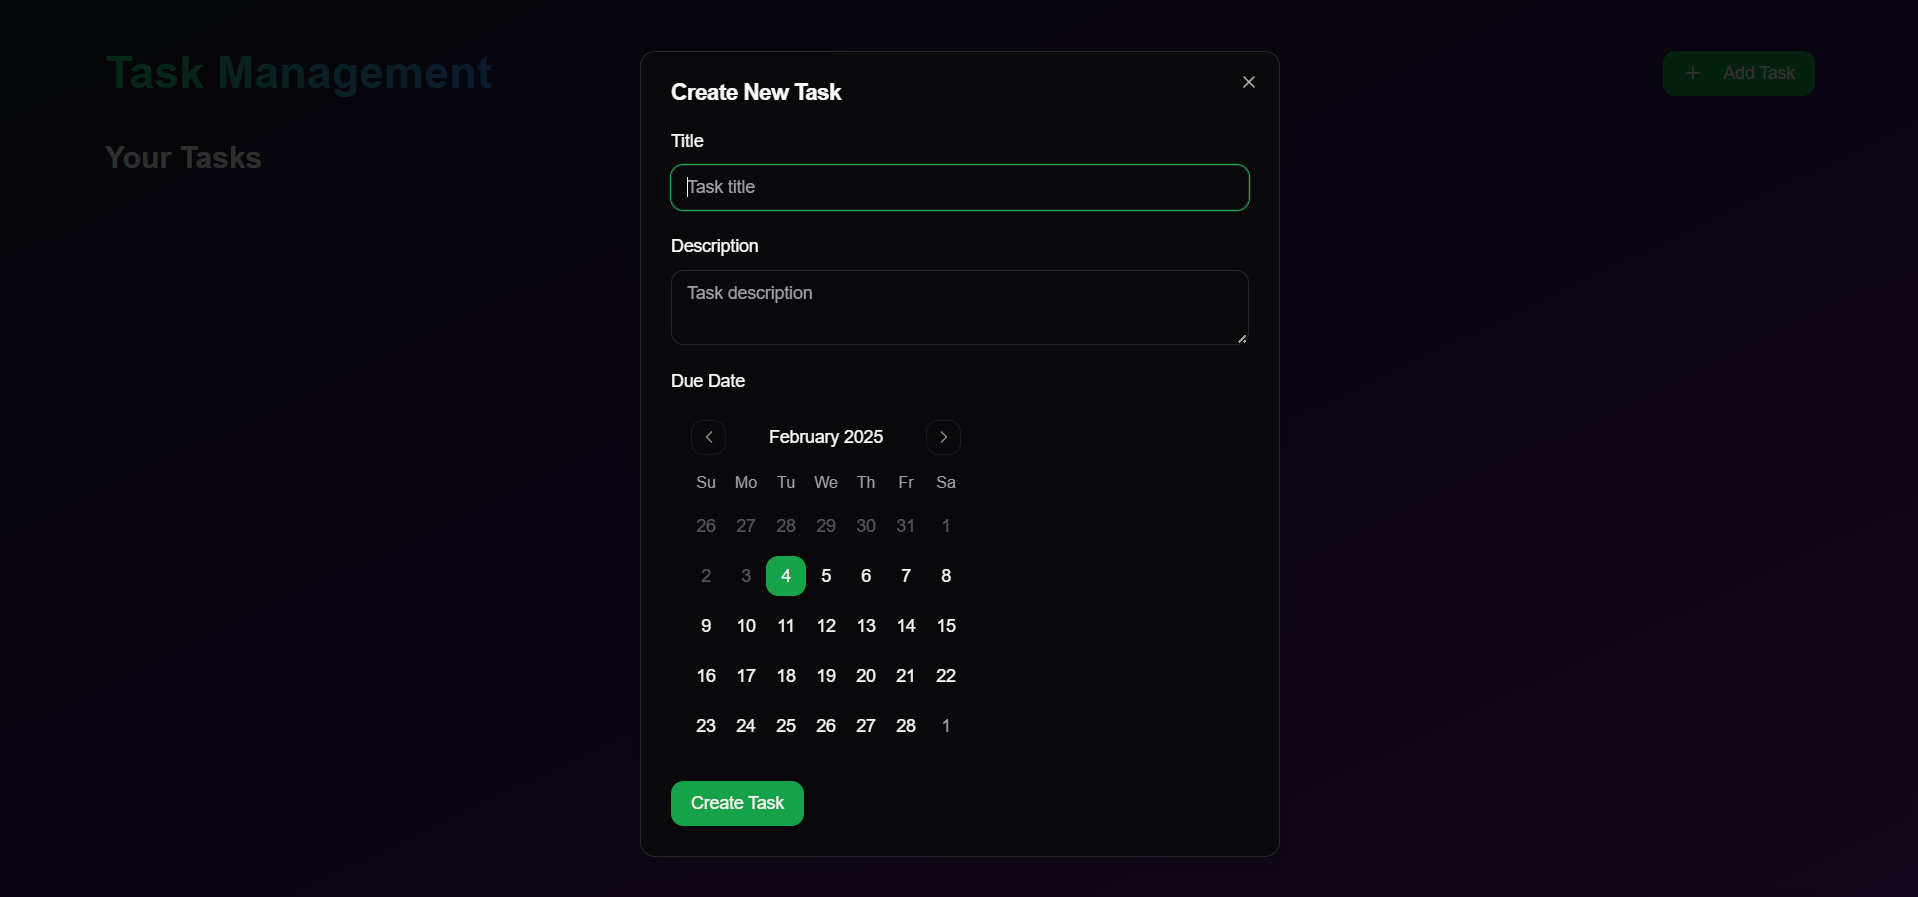 Task Management
Add Task
Your Tasks
Create New Task
Title
Task title
Description
Task description
Due Date
February 2025
Su Mo Tu We Th Fr Sa
26 27 28 29 30 31 1
2 3 4 5 6 7 8
9 10 11 12 13 14 15
16 17 18 19 20 21 22
23 24 25 26 27 28 1
Create Task